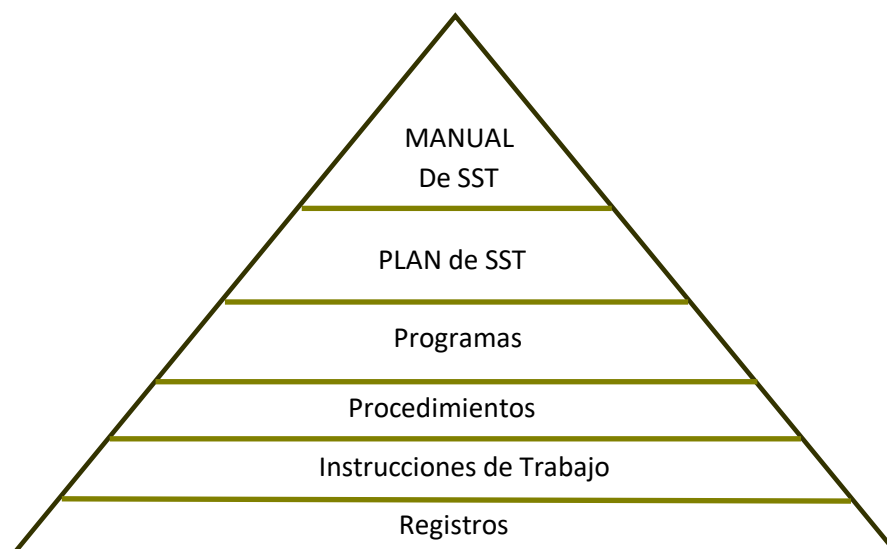 MANUAL
De SST
PLAN de SST
Programas
Procedimientos
Instrucciones de Trabajo
Registros